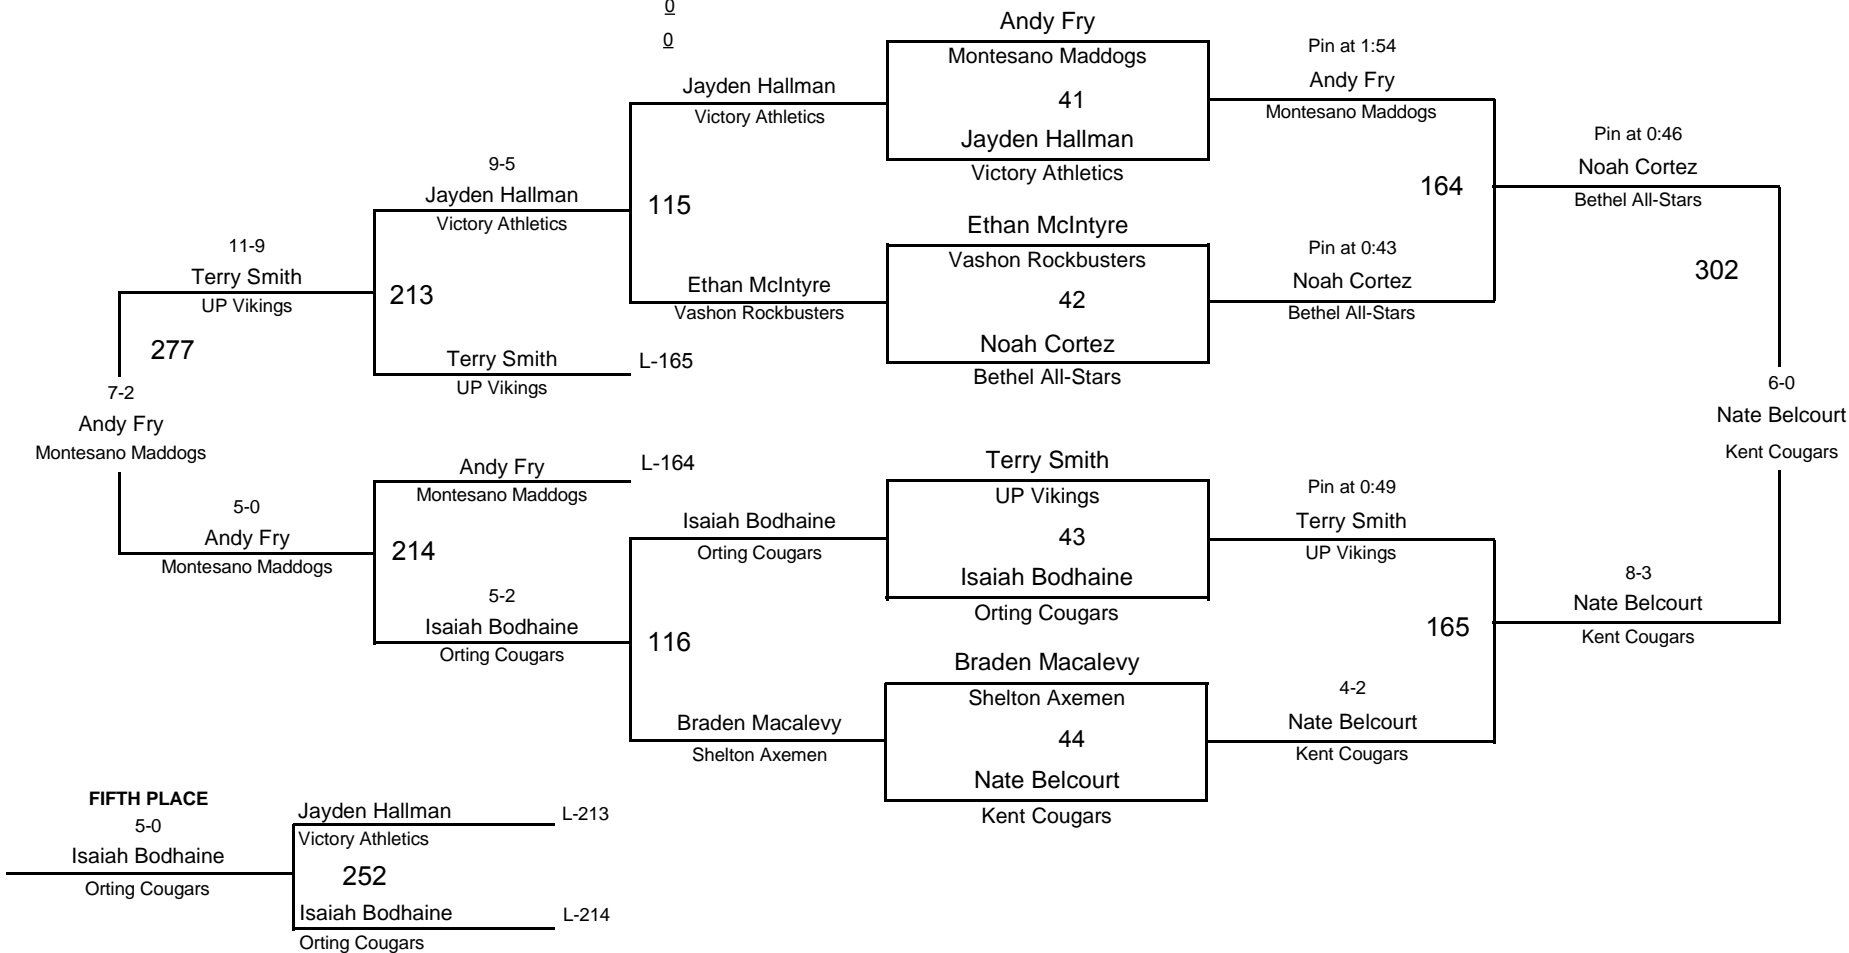 0
0
Andy Fry
Montesano Maddogs
41
Jayden Hallman
Victory Athletics
Pin at 1:54
Andy Fry
Montesano Maddogs
Jayden Hallman
Victory Athletics
Pin at 0:46
Noah Cortez
Bethel All-Stars
9-5
Jayden Hallman
Victory Athletics
115
164
Ethan McIntyre
Vashon Rockbusters
42
Noah Cortez
Bethel All-Stars
Pin at 0:43
Noah Cortez
Bethel All-Stars
302
11-9
Terry Smith
UP Vikings
213
Ethan McIntyre
Vashon Rockbusters
277
Terry Smith
UP Vikings
L-165
7-2
Andy Fry
Montesano Maddogs
6-0
Nate Belcourt
Kent Cougars
Andy Fry
Montesano Maddogs
L-164
Terry Smith
UP Vikings
43
Isaiah Bodhaine
Orting Cougars
Pin at 0:49
Terry Smith
UP Vikings
5-0
Andy Fry
Montesano Maddogs
214
Isaiah Bodhaine
Orting Cougars
5-2
Isaiah Bodhaine
Orting Cougars
116
165
8-3
Nate Belcourt
Kent Cougars
Braden Macalevy
Shelton Axemen
44
Nate Belcourt
Kent Cougars
4-2
Nate Belcourt
Kent Cougars
Braden Macalevy
Shelton Axemen
FIFTH PLACE
5-0
Isaiah Bodhaine
Orting Cougars
Jayden Hallman
Victory Athletics
L-213
252
Isaiah Bodhaine
Orting Cougars
L-214